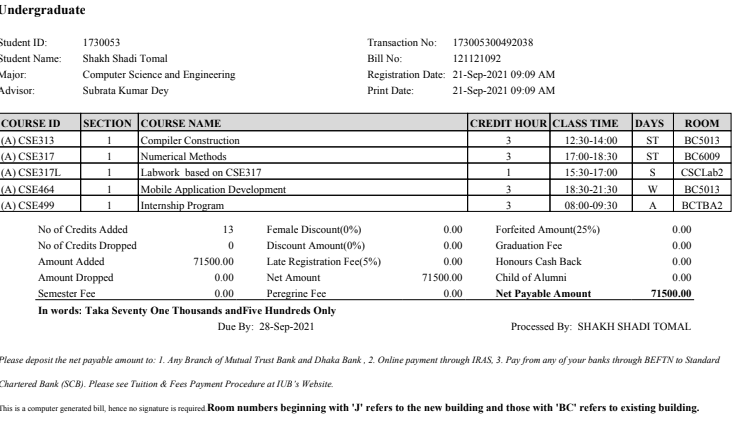 Undergraduate
Student ID: 1730053 Transaction No: 173005300492038
Student Name: Shakh Shadi Tomal Bill No: 121121092
Major: Computer Science and Engineering Registration Date: 21-Sep-2021 09:09 AM
Advisor: Subrata Kumar Dey Print Date: 21-Sep-2021 09:09 AM
COURSE ID SECTION COURSE NAME CREDIT HOUR CLASS TIME DAYS ROOM
(A) CSE313 1 Compiler Construction 3 12:30-14:00 ST BC5013
(A) CSE317 1 Numerical Methods 3 17:00-18:30 ST BC6009
(A) CSE317L 1 Labwork based on CSE317 1 15:30-17:00 S CSCLab2
(A) CSE464 1 Mobile Application Development 3 18:30-21:30 W BC5013
(A) CSE499 1 Internship Program 3 08:00-09:30 A BCTBA2
No of Credits Added 13 Female Discount(0%) 0.00 Forfeited Amount(25%) 0.00
No of Credits Dropped 0 Discount Amount(0%) 0.00 Graduation Fee 0.00
Amount Added 71500.00 Late Registration Fee(5%) 0.00 Honours Cash Back 0.00
Amount Dropped 0.00 Net Amount 71500.00 Child of Alumni 0.00
Semester Fee 0.00 Peregrine Fee 0.00 Net Payable Amount 71500.00
In words: Taka Seventy One Thousands andFive Hundreds Only
Due By: 28-Sep-2021 Processed By: SHAKH SHADI TOMAL
Please deposit the net payable amount to: 1. Any Branch of Mutual Trust Bank and Dhaka Bank , 2. Online payment through IRAS, 3. Pay from any of your banks through BEFTN to Standard
Chartered Bank (SCB). Please see Tuition & Fees Payment Procedure at IUB's Website.
This is a computer generated bill, hence no signature is required.Room numbers beginning with 'J' refers to the new building and those with 'BC' refers to existing building.